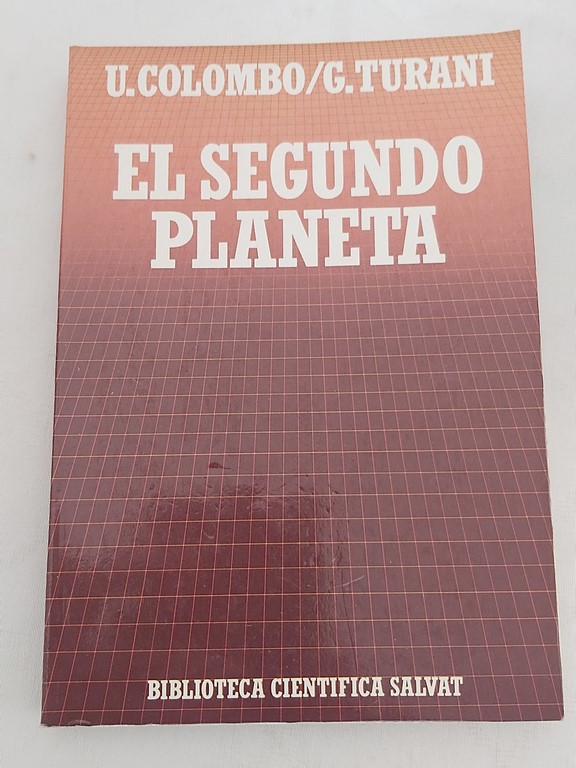 U. COLOMBO/G. TURANI
EL SEGUNDO
PLANETA
BIBLIOTECA CIENTIFICA SALVAT